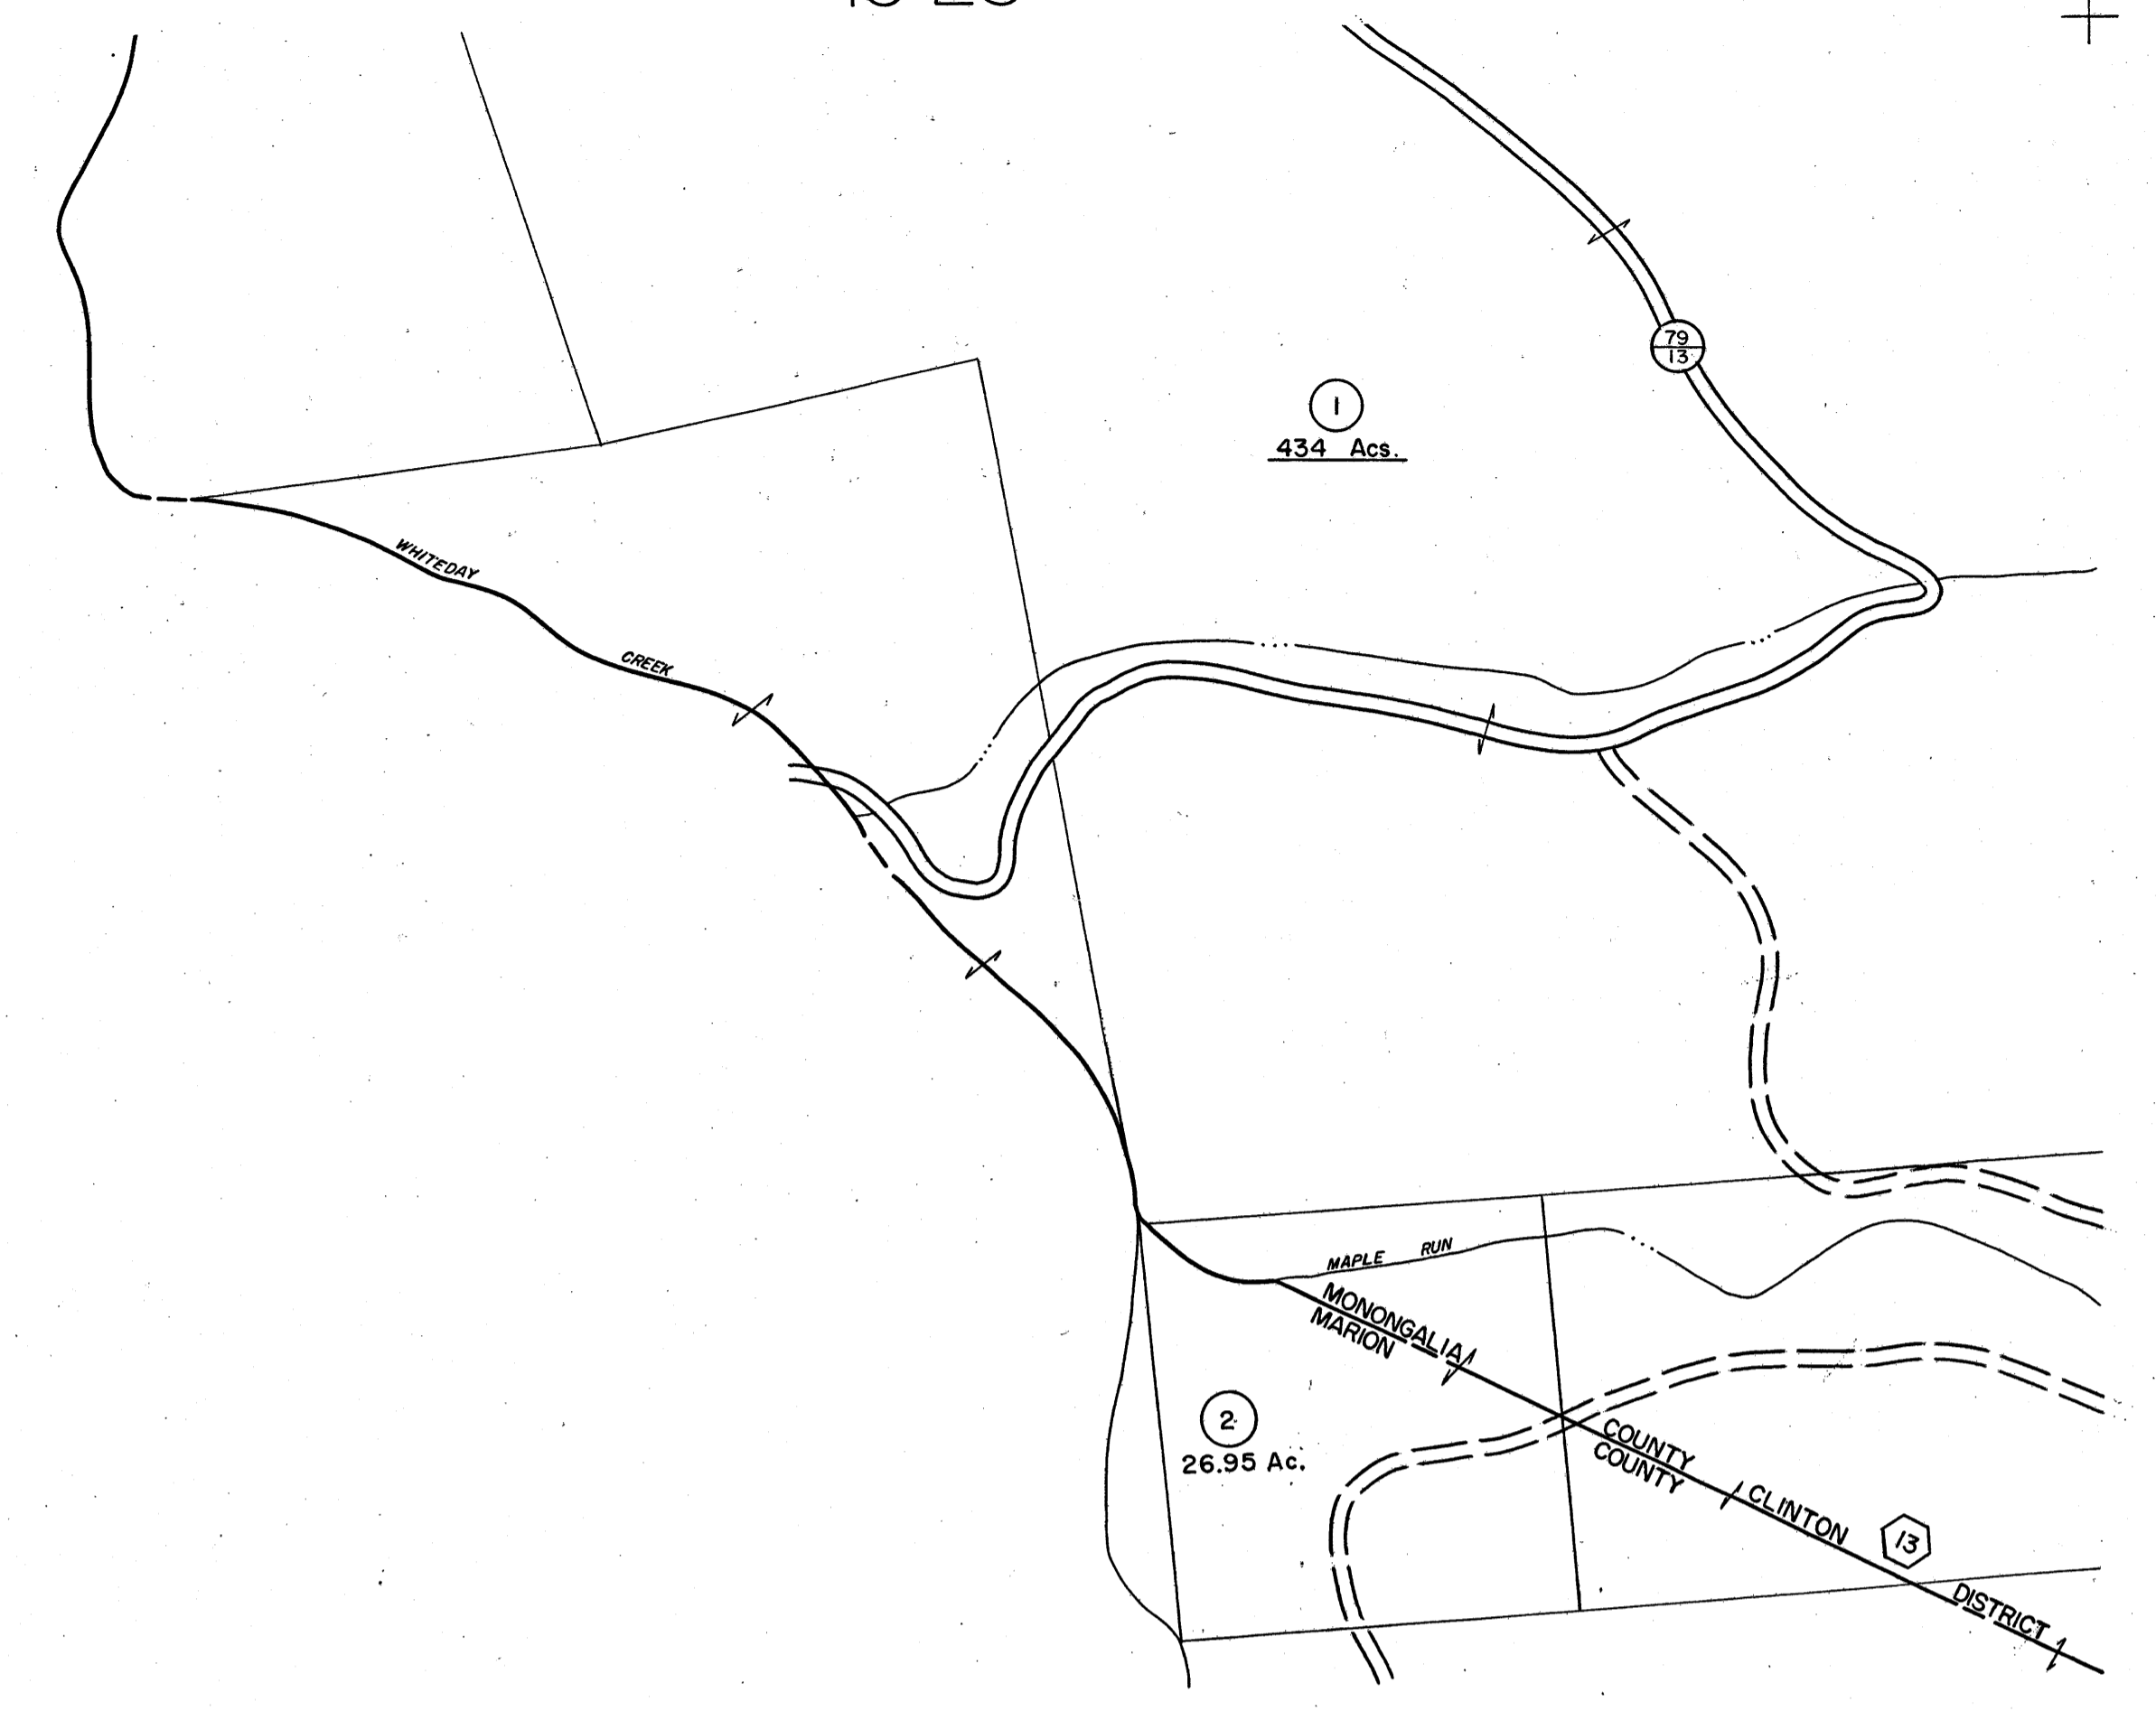 79
13
1
434 Acs.
WHITEDAY
CREEK
MAPLE RUN
MONONGALIA
MARION
2
26.95 Ac.
COUNTY
COUNTY
CLINTON
13
DISTRICT